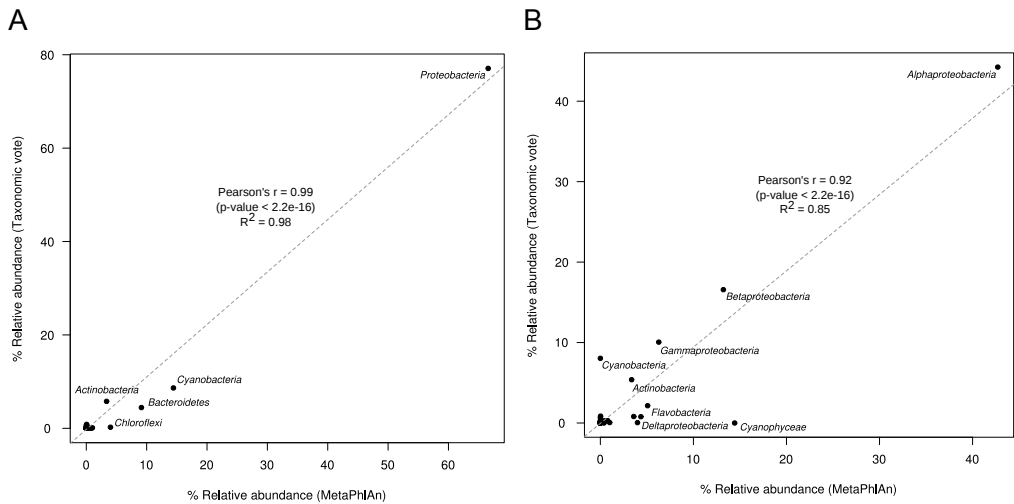 A
80
60
40
20
0
% Relative abundance (Taxonomic vote)
Proteobacteria
Pearson's r = 0.99
(p-value < 2.2e-16)
R² = 0.98
Actinobacteria
Cyanobacteria
Bacteroidetes
Chloroflexi
0 10 20 30 40 50 60
% Relative abundance (MetaPhlAn)
B
40
30
20
10
0
% Relative abundance (Taxonomic vote)
Alphaproteobacteria
Pearson's r = 0.92
(p-value < 2.2e-16)
R² = 0.85
Betaproteobacteria
Gammaproteobacteria
Cyanobacteria
Actinobacteria
Flavobacteria
Deltaproteobacteria
Cyanophyceae
0 10 20 30 40
% Relative abundance (MetaPhlAn)